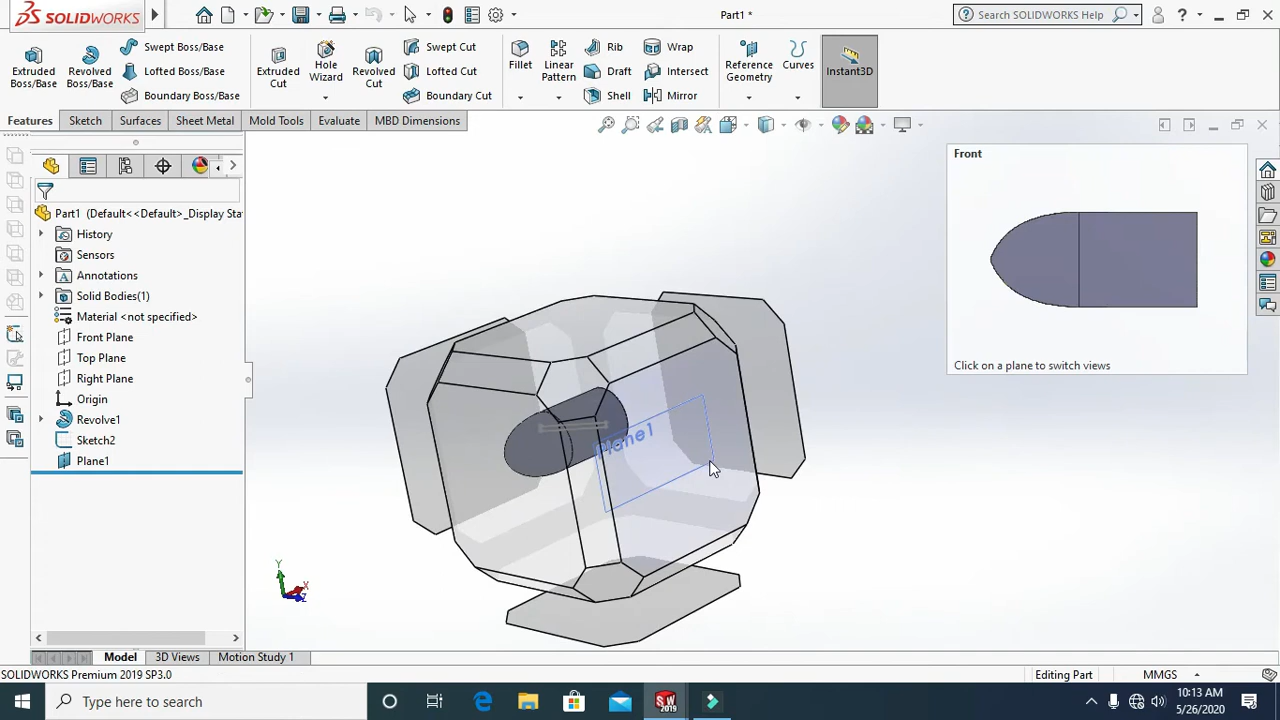 SOLIDWORKS
Part1 *
Search SOLIDWORKS Help
Extruded Boss/Base
Revolved Boss/Base
Swept Boss/Base
Lofted Boss/Base
Boundary Boss/Base
Extruded Cut
Hole Wizard
Revolved Cut
Swept Cut
Lofted Cut
Boundary Cut
Fillet
Linear Pattern
Rib
Draft
Shell
Wrap
Intersect
Mirror
Reference Geometry
Curves
Instant3D
Features
Sketch
Surfaces
Sheet Metal
Mold Tools
Evaluate
MBD Dimensions
Part1 (Default<<Default>_Display Sta
History
Sensors
Annotations
Solid Bodies(1)
Material <not specified>
Front Plane
Top Plane
Right Plane
Origin
Revolve1
Sketch2
Plane1
Plane1
Y
X
Z
Front
Click on a plane to switch views
Model
3D Views
Motion Study 1
SOLIDWORKS Premium 2019 SP3.0
Editing Part
MMGS
Type here to search
SW
2019
10:13 AM
5/26/2020